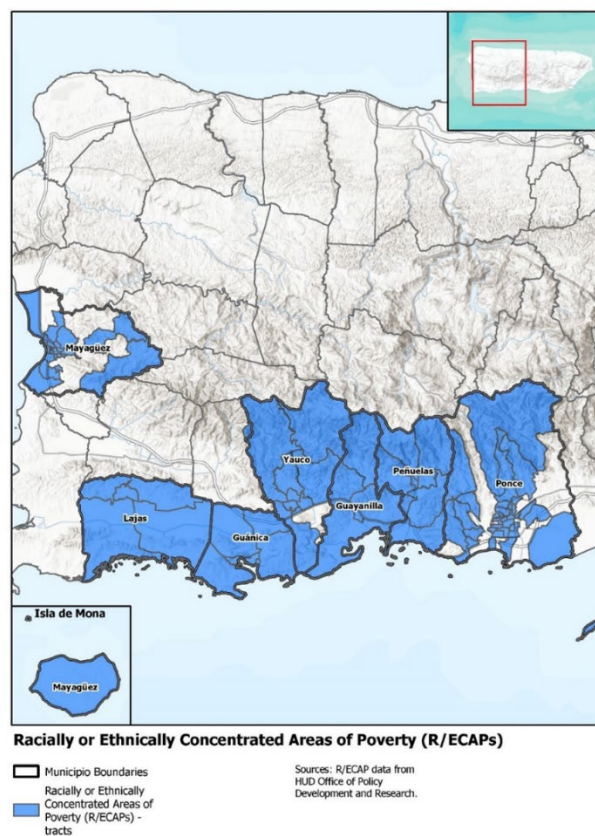 Mayagüez
Yauco
Peñuelas
Ponce
Guayanilla
Lajas
Guánica
Isla de Mona
Mayagüez
Racially or Ethnically Concentrated Areas of Poverty (R/ECAPs)
Municipio Boundaries
Racially or Ethnically
Concentrated Areas of
Poverty (R/ECAPs) -
tracts
Sources: R/ECAP data from
HUD Office of Policy
Development and Research.